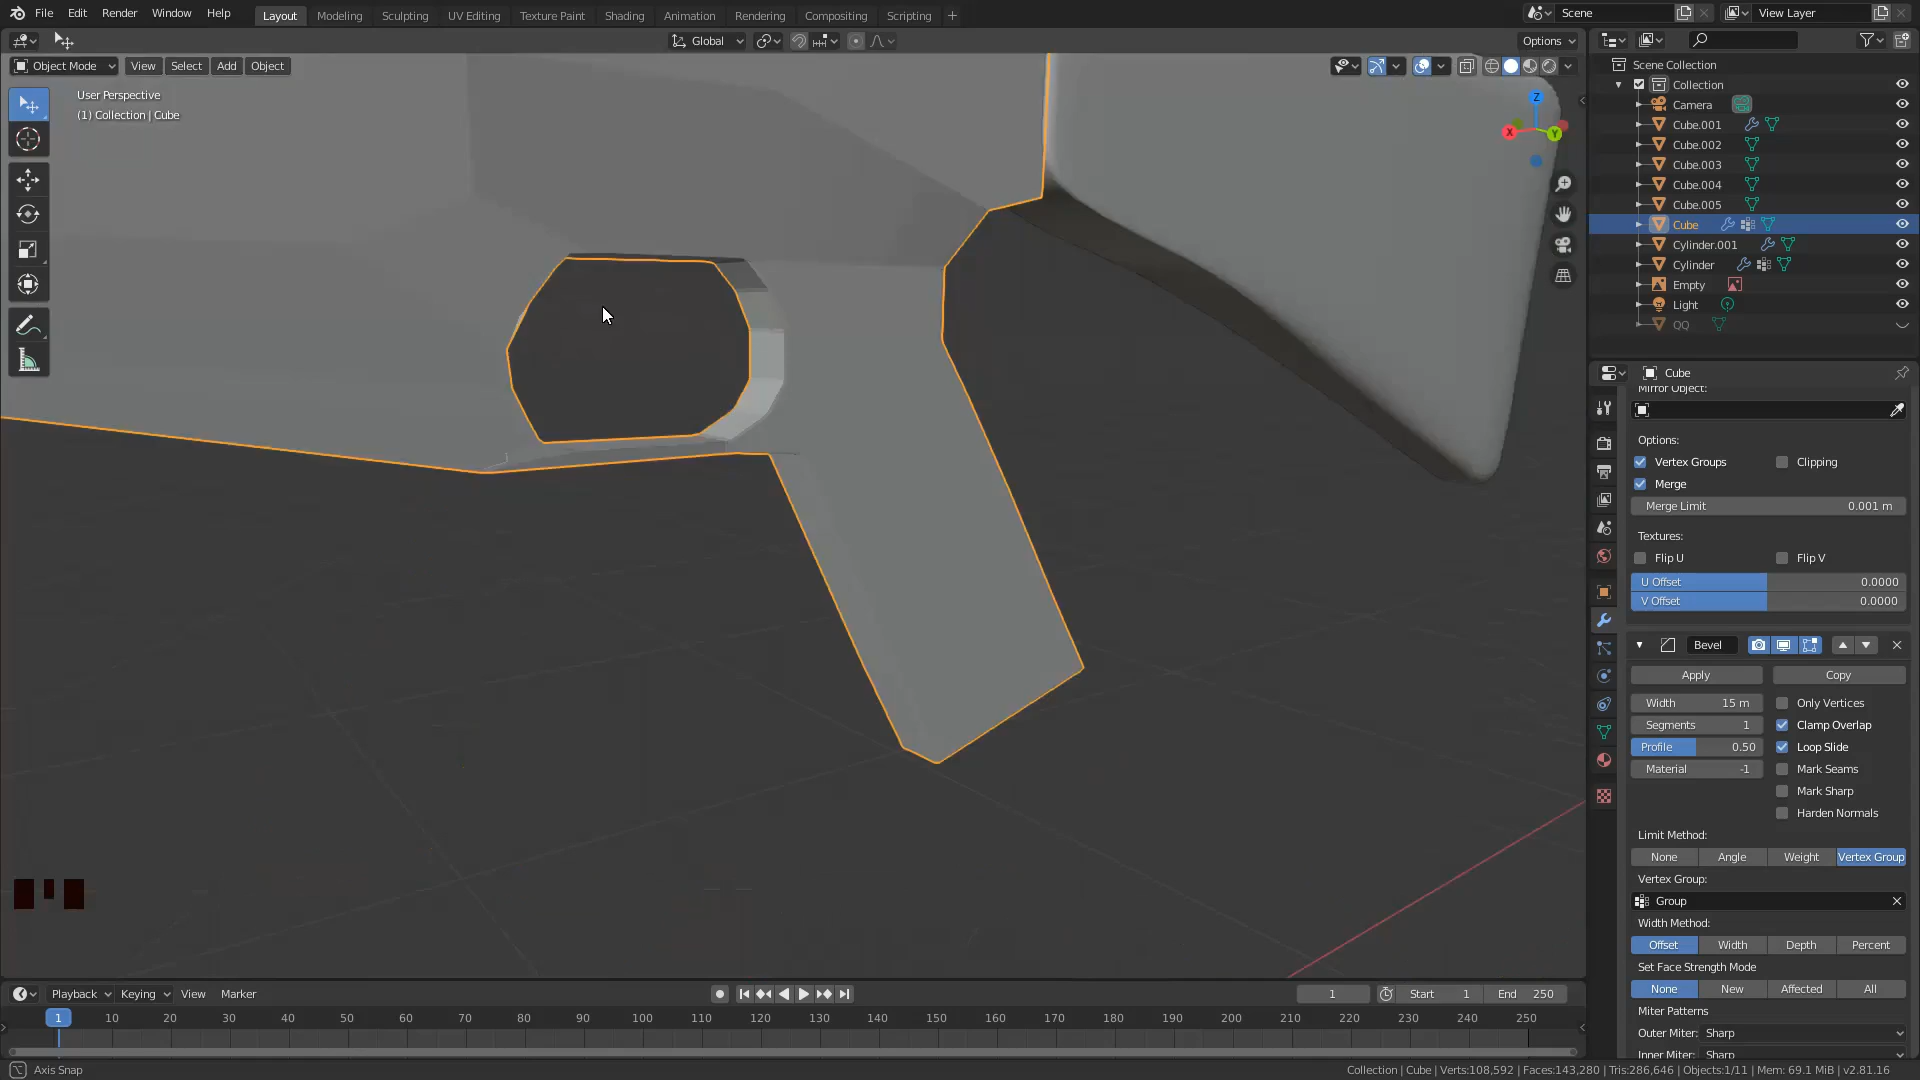 File Edit Render Window Help
Layout Modeling Sculpting UV Editing Texture Paint Shading Animation Rendering Compositing Scripting +
Scene
View Layer
Global
Options
Object Mode View Select Add Object
User Perspective
(1) Collection | Cube
Z
X
Y
Scene Collection
Collection
Camera
Cube.001
Cube.002
Cube.003
Cube.004
Cube.005
Cube
Cylinder.001
Cylinder
Empty
Light
QQ
Cube
Mirror Object:
Options:
Vertex Groups Clipping
Merge
Merge Limit 0.001 m
Textures:
Flip U Flip V
U Offset 0.0000
V Offset 0.0000
Bevel
Apply Copy
Width 15 m Only Vertices
Segments 1 Clamp Overlap
Profile 0.50 Loop Slide
Material -1 Mark Seams
Mark Sharp
Harden Normals
Limit Method:
None Angle Weight Vertex Group
Vertex Group:
Group
Width Method:
Offset Width Depth Percent
Set Face Strength Mode
None New Affected All
Miter Patterns
Outer Miter: Sharp
Inner Miter: Sharp
Playback Keying View Marker
1 Start 1 End 250
1 10 20 30 40 50 60 70 80 90 100 110 120 130 140 150 160 170 180 190 200 210 220 230 240 250
Axis Snap
Collection | Cube | Verts:108,592 | Faces:143,280 | Tris:286,646 | Objects:1/11 | Mem: 69.1 MiB | v2.81.16